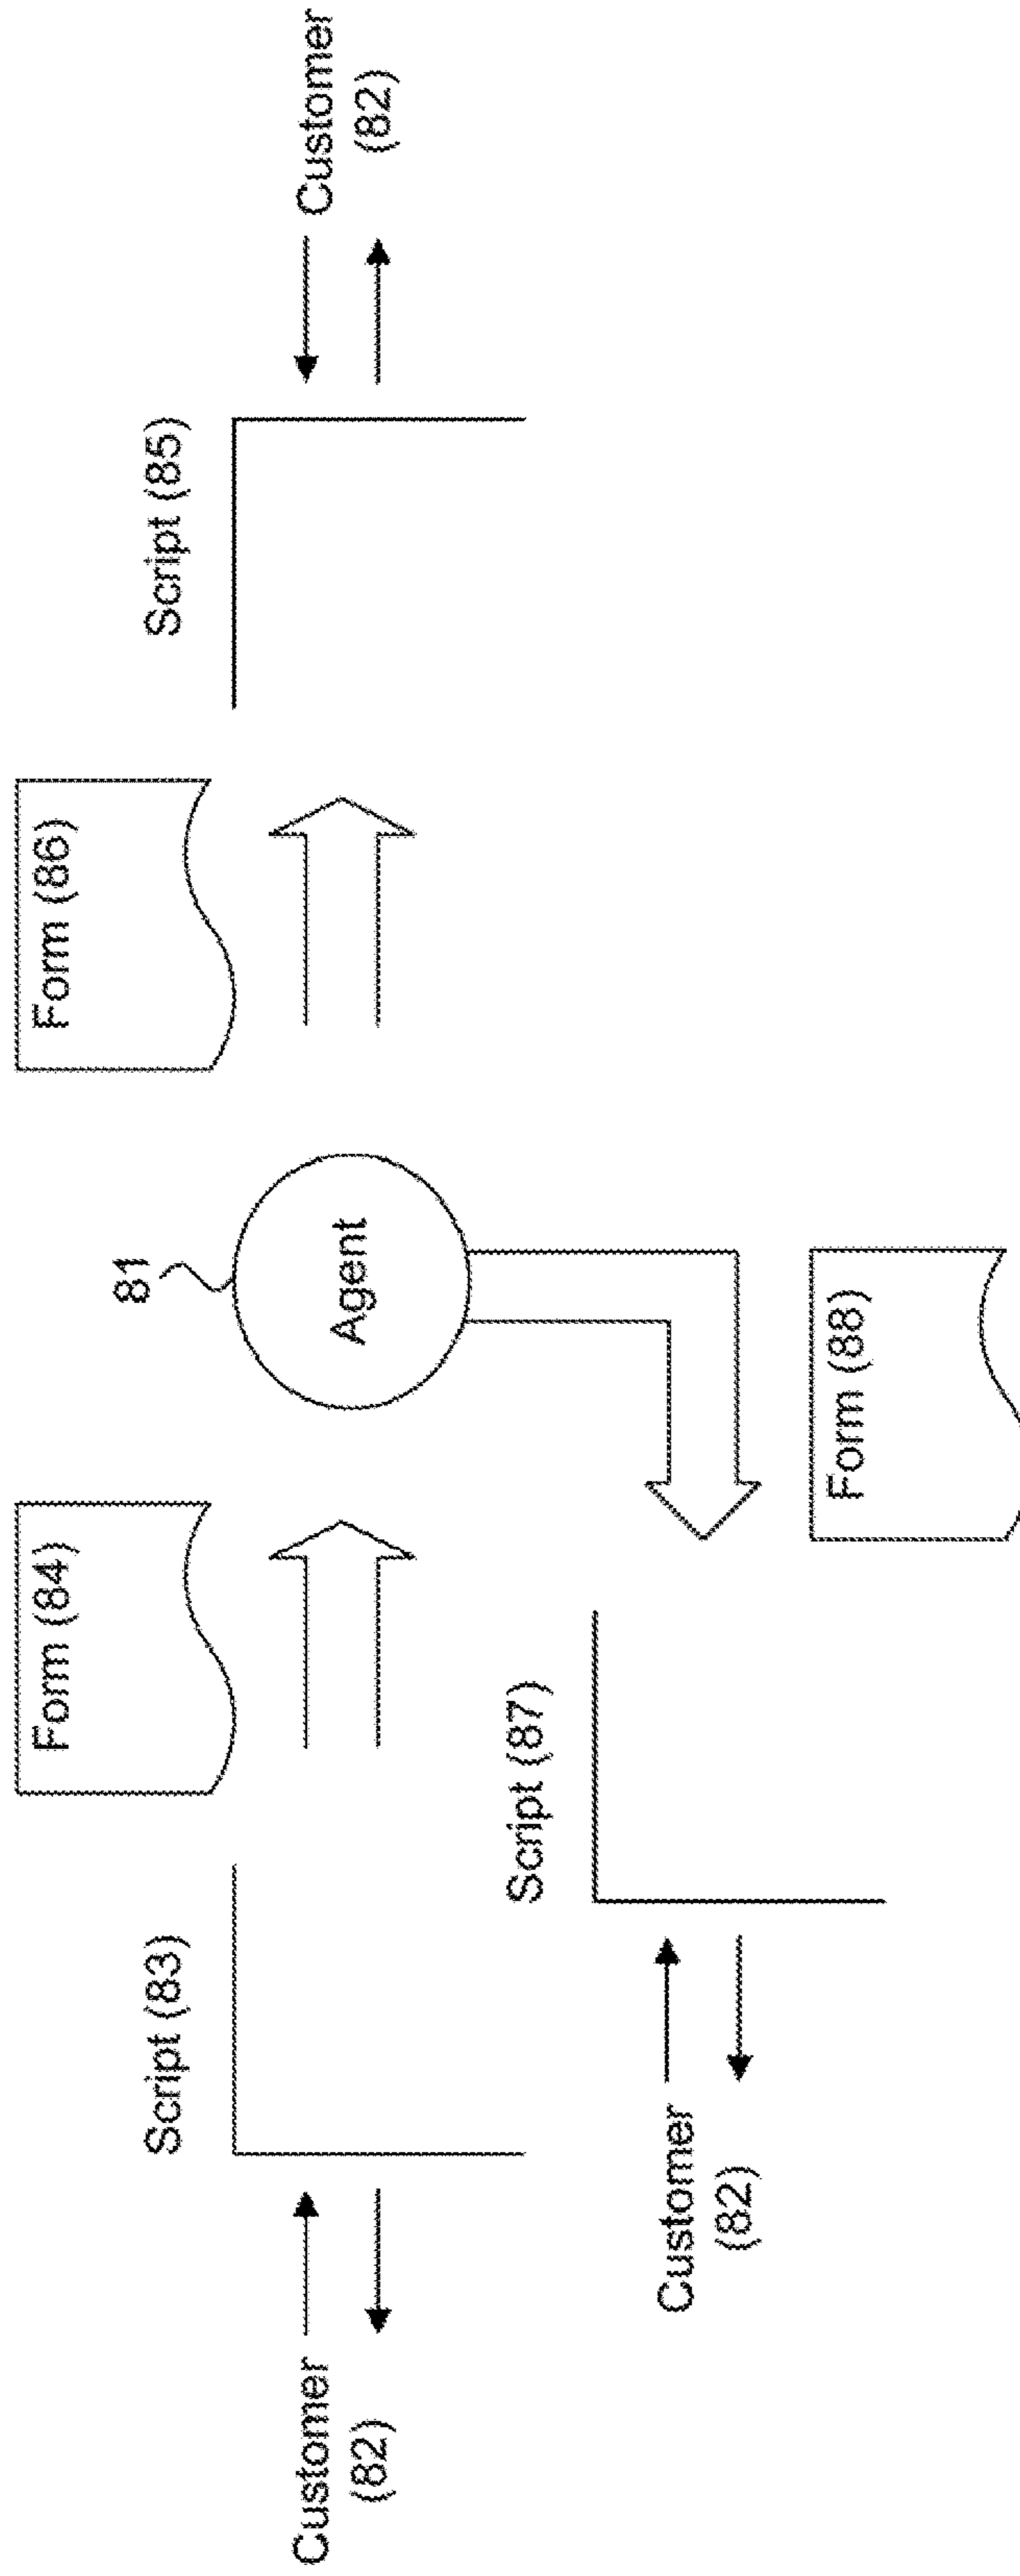 Form (84)
Form (86)
81
Script (83)
Script (85)
Customer
(82)
Agent
Customer
(82)
Script (87)
Customer
(82)
Form (88)